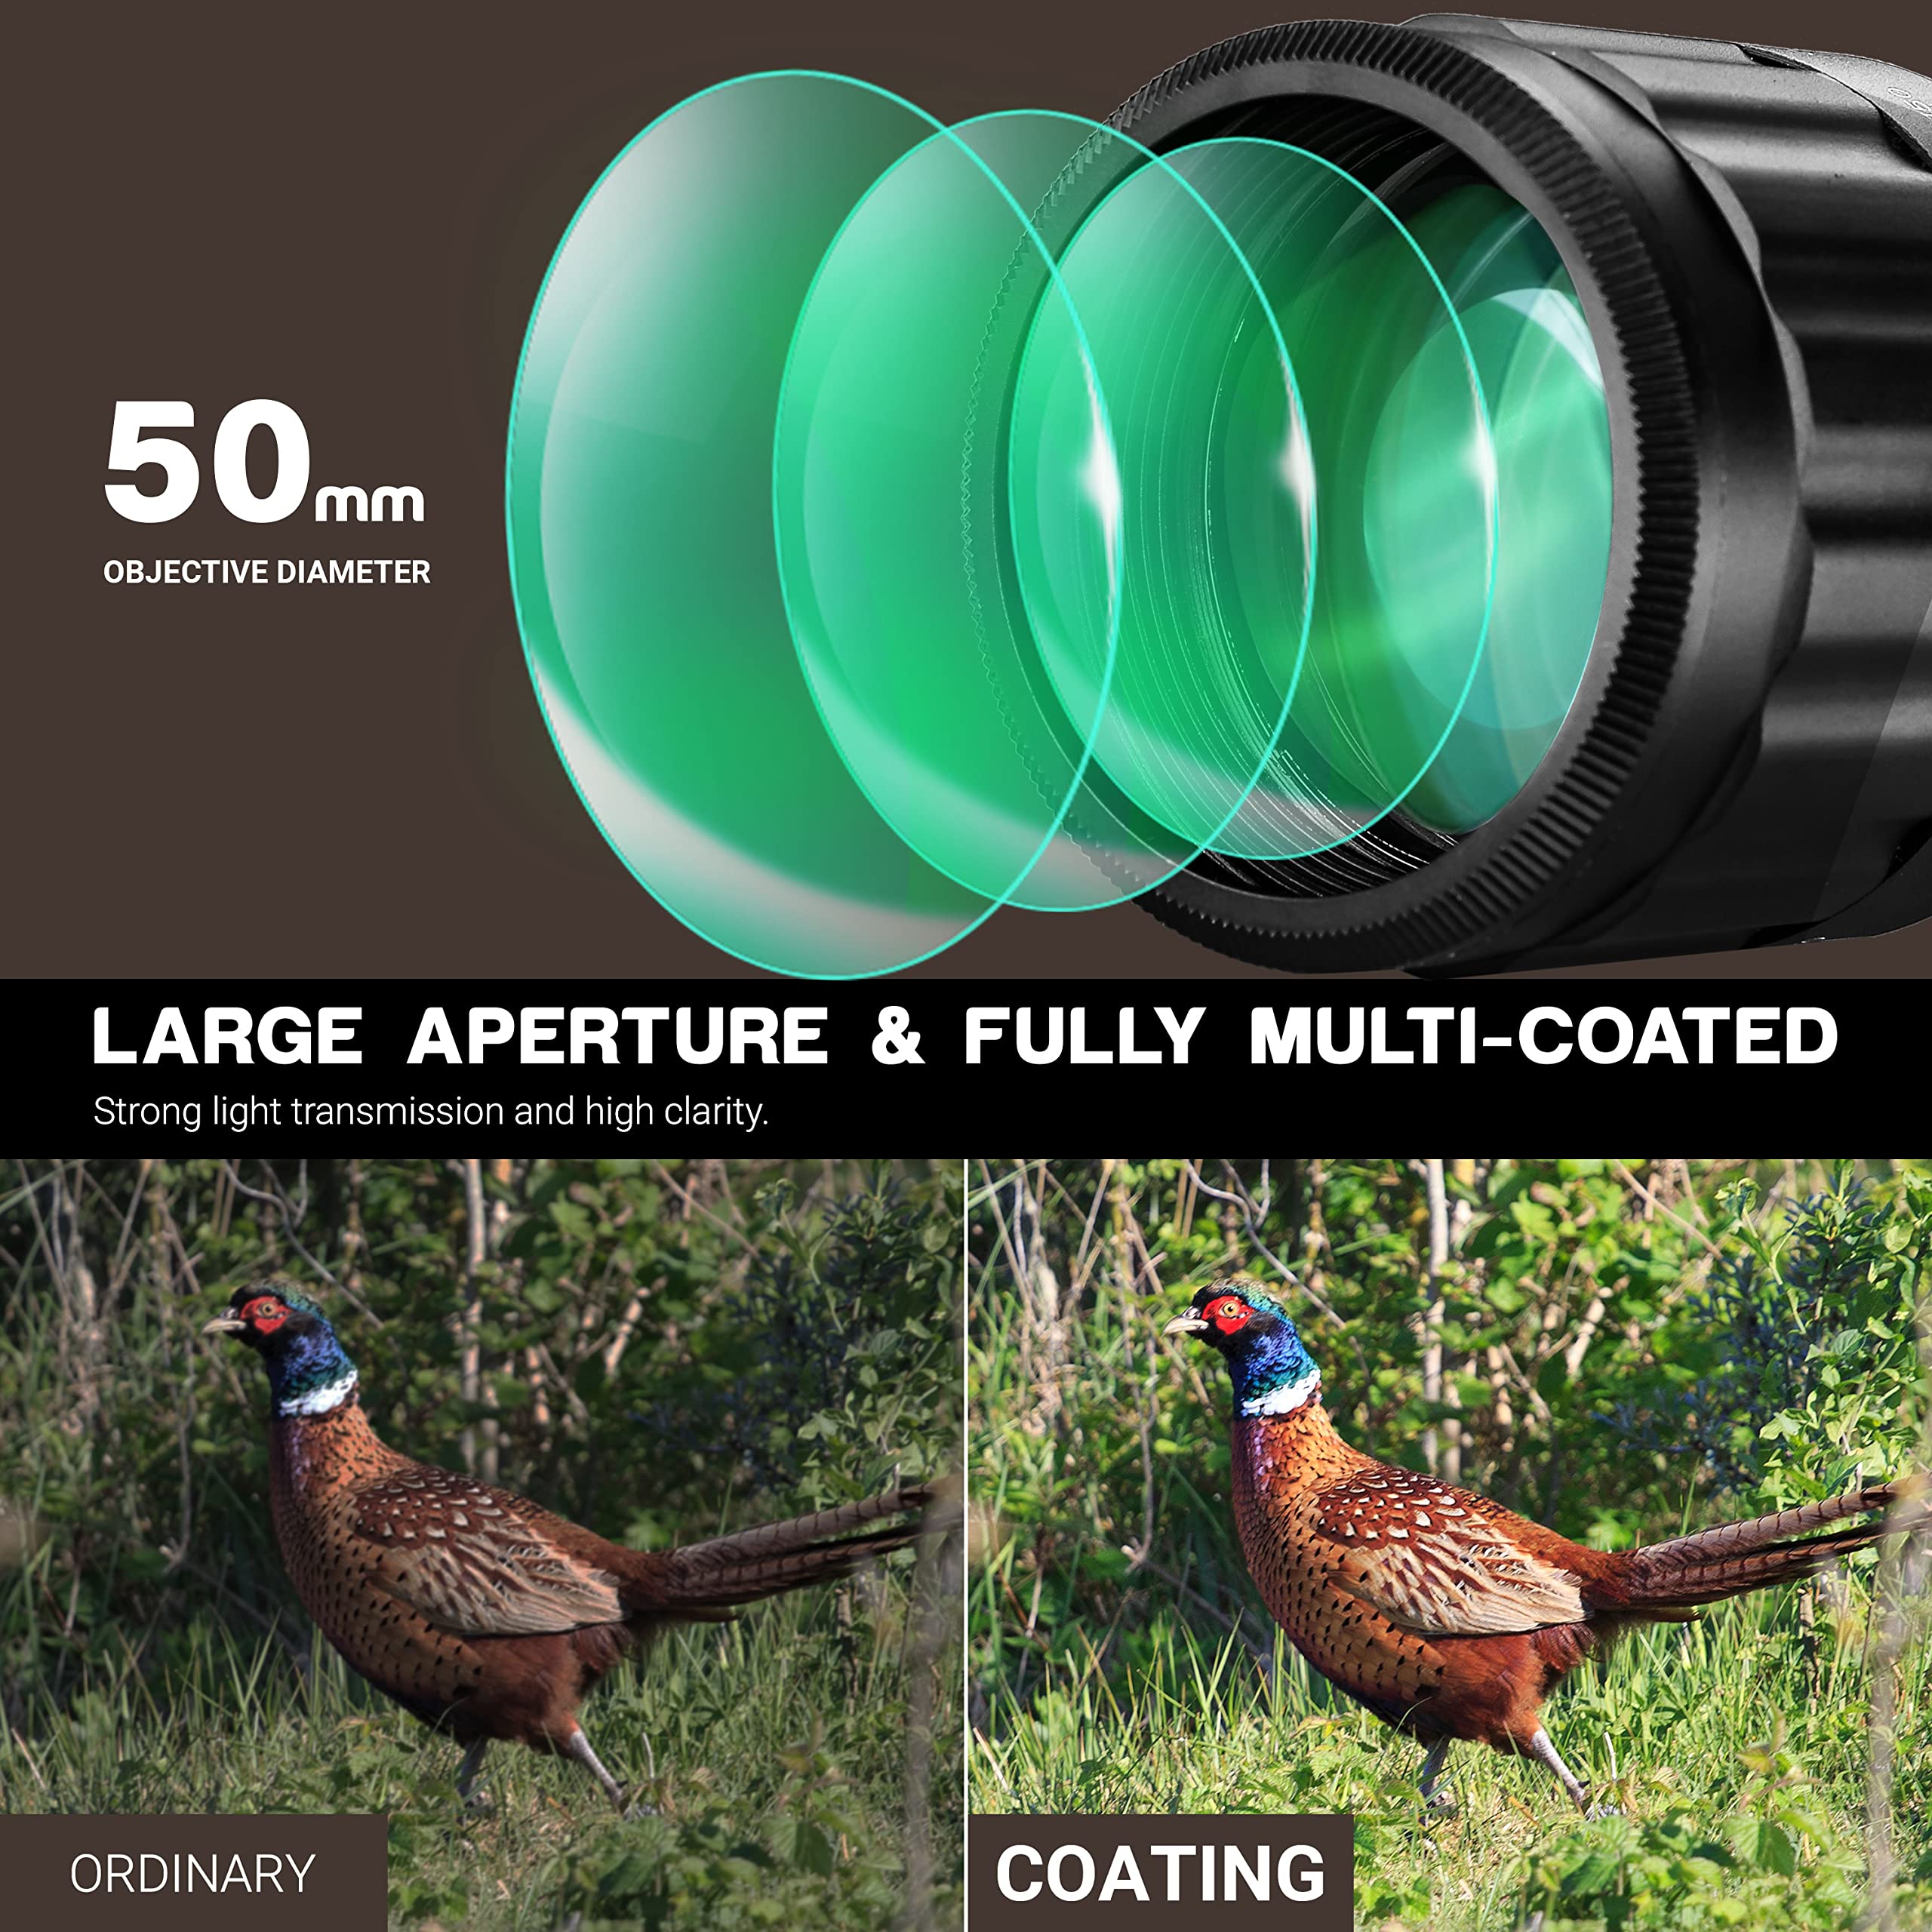 50mm
OBJECTIVE DIAMETER
LARGE APERTURE & FULLY MULTI-COATED
Strong light transmission and high clarity.
ORDINARY
COATING